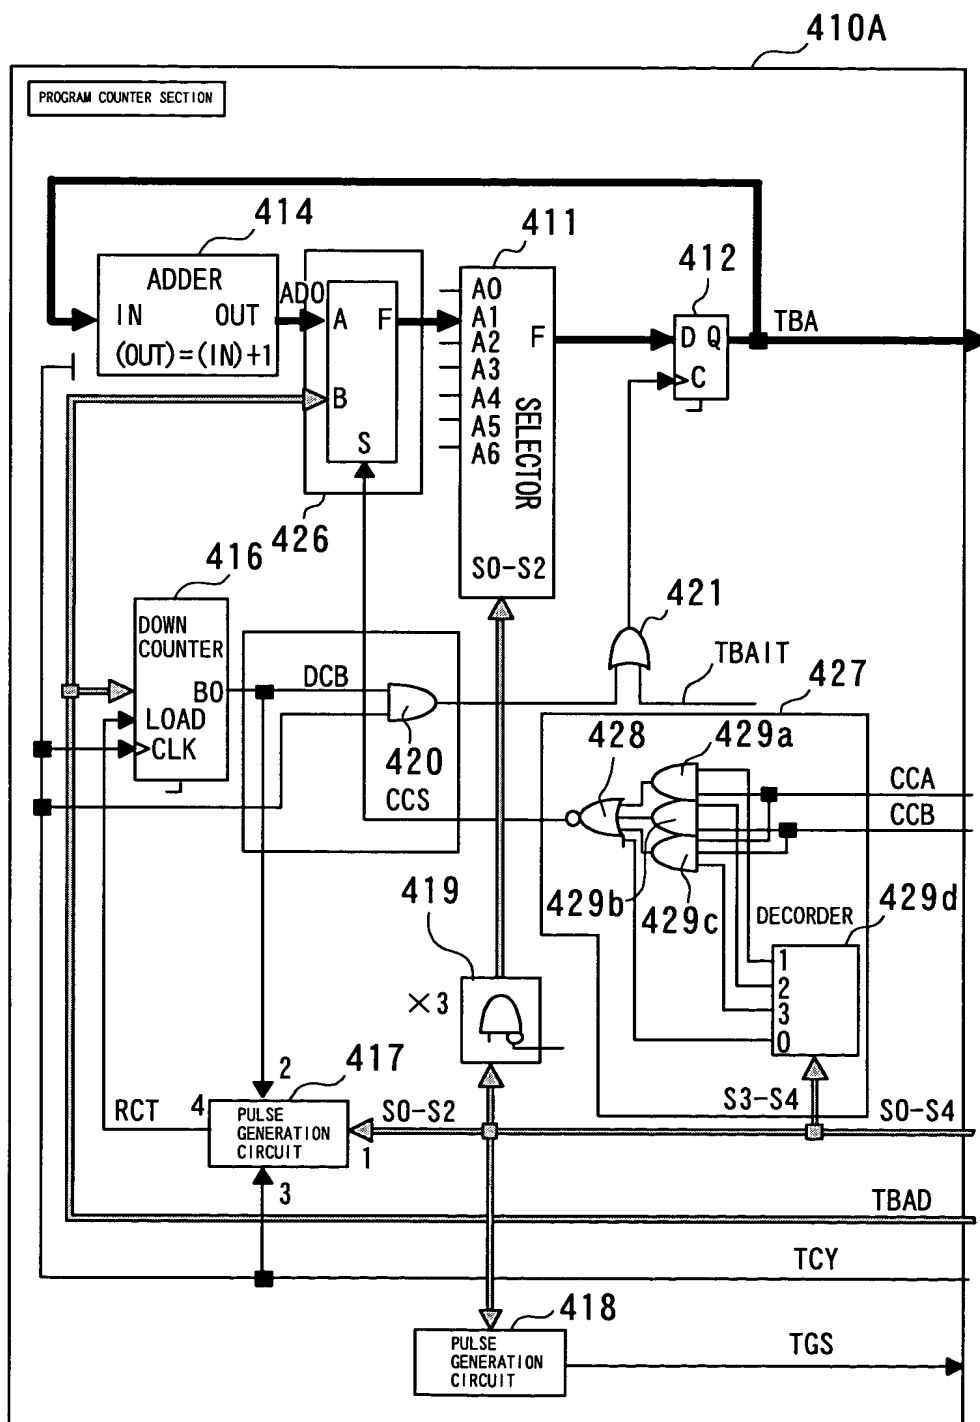 410A
PROGRAM COUNTER SECTION
414
411
412
ADDER
IN OUT
(OUT)=(IN)+1
ADO
A F
B
S
426
A0
A1
A2
A3
A4
A5
A6
F
SELECTOR
S0-S2
D Q
C
TBA
416
DOWN
COUNTER
BO
LOAD
CLK
DCB
420
CCS
421
TBAIT
427
428
429a
CCA
CCB
429b
429c
429d
DECORDER
1
2
3
0
419
×3
S3-S4
S0-S4
2
417
RCT
4
PULSE
GENERATION
CIRCUIT
S0-S2
1
3
TBAD
TCY
418
PULSE
GENERATION
CIRCUIT
TGS